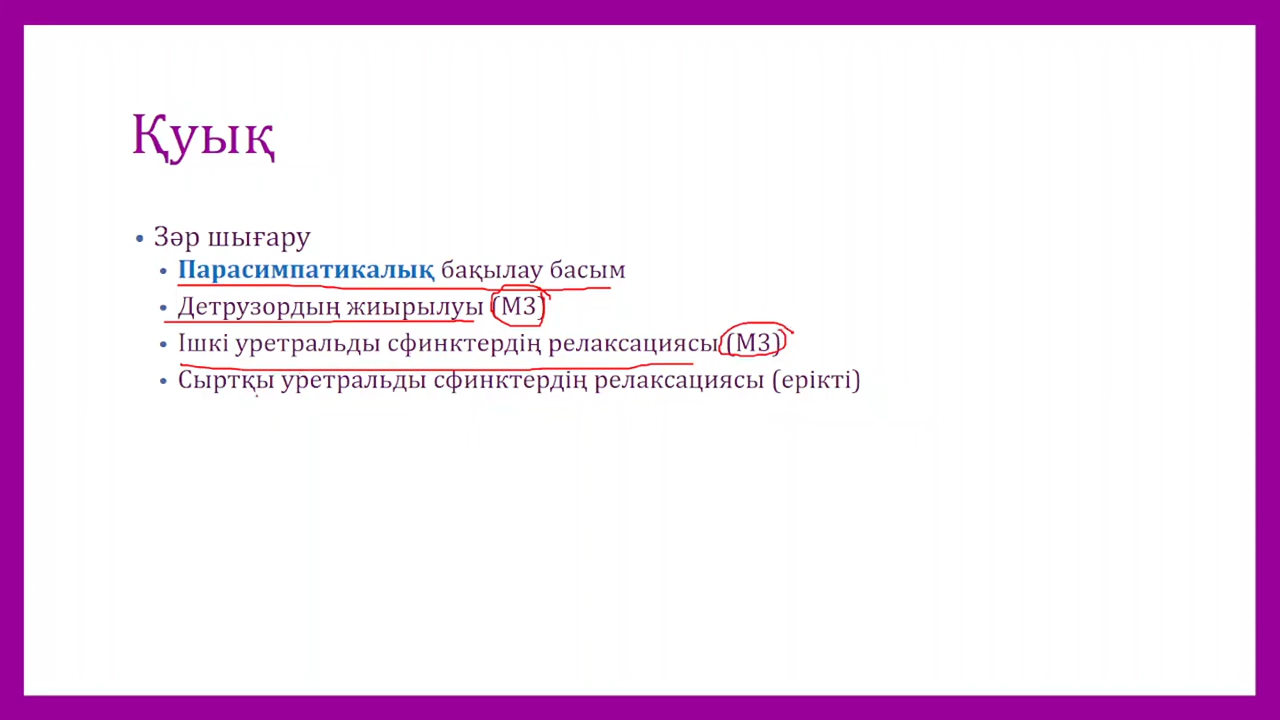 Қуық
• Зәр шығару
• Парасимпатикалық бақылау басым
• Детрузордың жиырылуы (М3)
• Ішкі уретральды сфинктердің релаксациясы (М3)
• Сыртқы уретральды сфинктердің релаксациясы (ерікті)